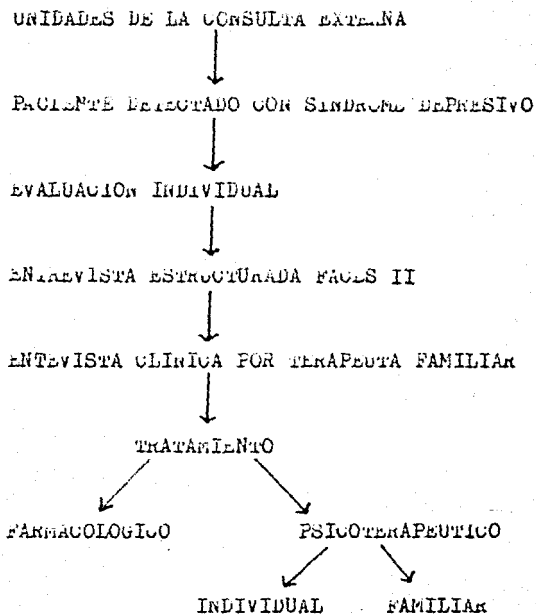 UNIDADES DE LA CONSULTA EXTERNA
PACIENTE DETECTADO CON SINDROME DEPRESIVO
EVALUACION INDIVIDUAL
ENTREVISTA ESTRUCTURADA FACES II
ENTEVISTA CLINICA POR TERAPEUTA FAMILIAR
TRATAMIENTO
FARMACOLOGICO PSICOTERAPEUTICO
INDIVIDUAL FAMILIAR